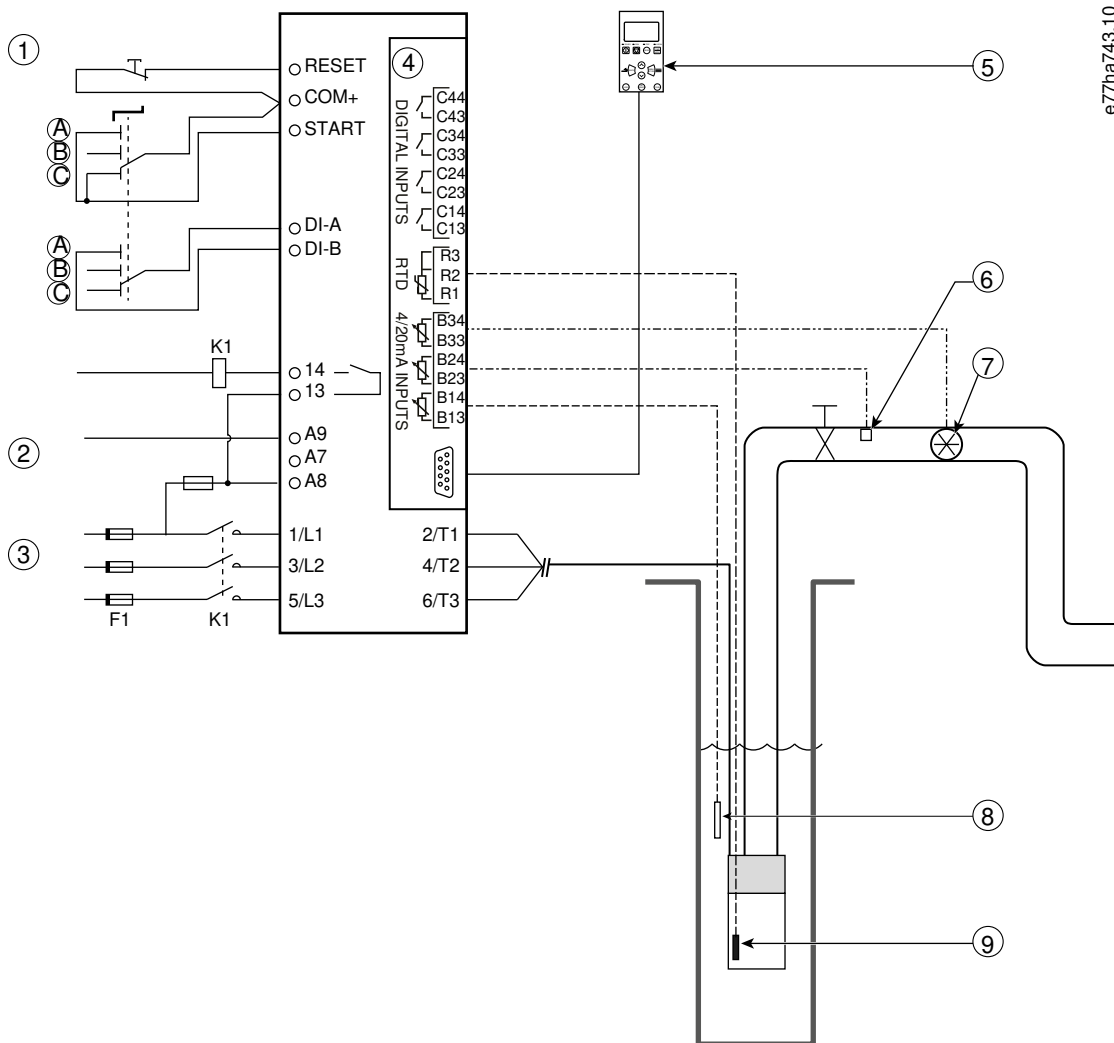 e77ha743.10
1
RESET
COM+
START
A
B
C
DI-A
DI-B
A
B
C
K1
14
13
2
A9
A7
A8
3
1/L1
3/L2
5/L3
F1
K1
2/T1
4/T2
6/T3
4
DIGITAL INPUTS
C44
C43
C34
C33
C24
C23
C14
C13
RTD
R3
R2
R1
4/20mA INPUTS
B34
B33
B24
B23
B14
B13
5
6
7
8
9